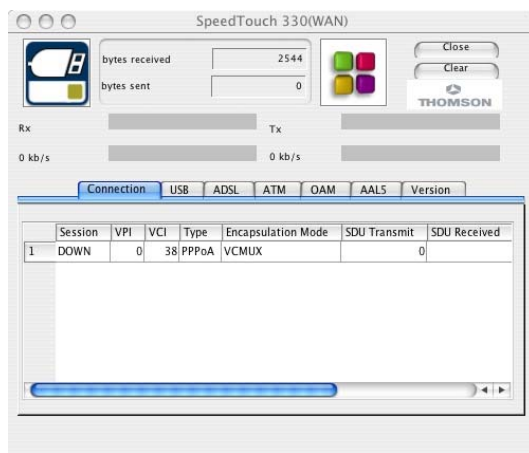 SpeedTouch 330(WAN)
bytes received 2544
bytes sent 0
Close
Clear
THOMSON
Rx Tx
0 kb/s 0 kb/s
Connection USB ADSL ATM OAM AAL5 Version
Session VPI VCI Type Encapsulation Mode SDU Transmit SDU Received
1 DOWN 0 38 PPPoA VCMUX 0